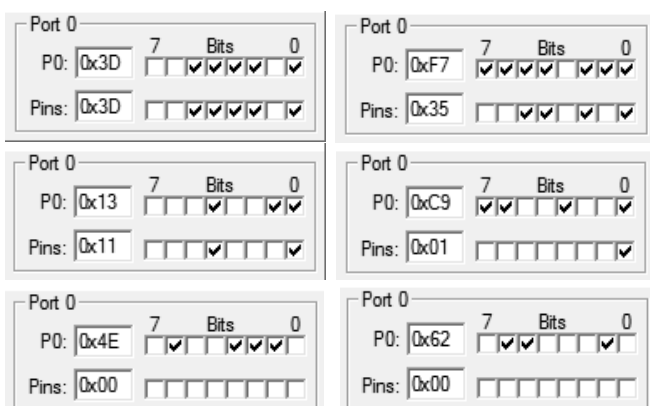 Port 0
7 Bits 0
P0: 0x3D
Pins: 0x3D
Port 0
7 Bits 0
P0: 0xF7
Pins: 0x35
Port 0
7 Bits 0
P0: 0x13
Pins: 0x11
Port 0
7 Bits 0
P0: 0xC9
Pins: 0x01
Port 0
7 Bits 0
P0: 0x4E
Pins: 0x00
Port 0
7 Bits 0
P0: 0x62
Pins: 0x00